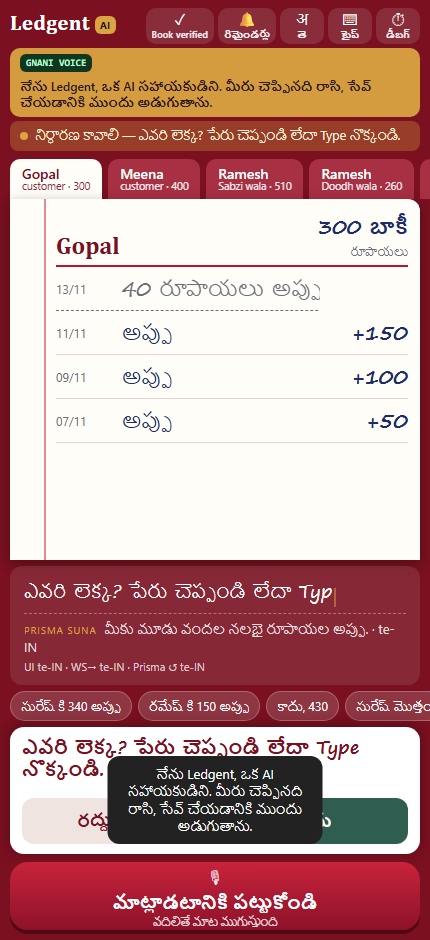 Ledgent AI
✓ Book verified
🔔 రిమైండర్లు
अ తె
⌨ టైప్
⏱ డీబగ్
GNANI VOICE
నేను Ledgent, ఒక AI సహాయకుడిని. మీరు చెప్పినది రాసి, సేవ్
చేయడానికి ముందు అడుగుతాను.
నిర్ధారణ కావాలి — ఎవరి లెక్క? పేరు చెప్పండి లేదా Type నొక్కండి.
Gopal
customer · 300
Meena
customer · 400
Ramesh
Sabzi wala · 510
Ramesh
Doodh wala · 260
300 బాకీ
Gopal
రూపాయలు
13/11 40 రూపాయలు అప్పు
11/11 అప్పు +150
09/11 అప్పు +100
07/11 అప్పు +50
ఎవరి లెక్క? పేరు చెప్పండి లేదా Typ
PRISMA SUNA మీకు మూడు వందల నలభై రూపాయల అప్పు. · te-
IN
UI te-IN · WS→ te-IN · Prisma ↺ te-IN
సురేష్ కి 340 అప్పు
రమేష్ కి 150 అప్పు
కాదు, 430
సురేష్
ఎవరి లెక్క? పేరు చెప్పండి లేదా Type
నొక్కండి.
నేను Ledgent, ఒక AI
సహాయకుడిని. మీరు చెప్పినది
రాసి, సేవ్ చేయడానికి ముందు
అడుగుతాను.
మాట్లాడటానికి పట్టుకోండి
వదిలితే మాట ముగుస్తుంది